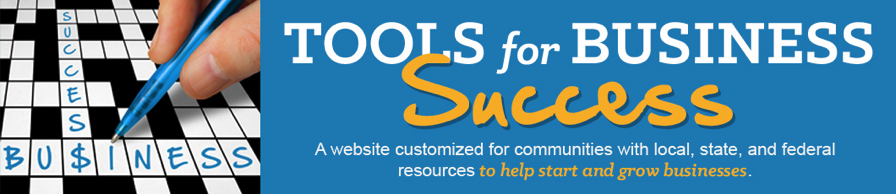 SUCCESS
BU$INESS
TOOLS for BUSINESS
Success
A website customized for communities with local, state, and federal
resources to help start and grow businesses.